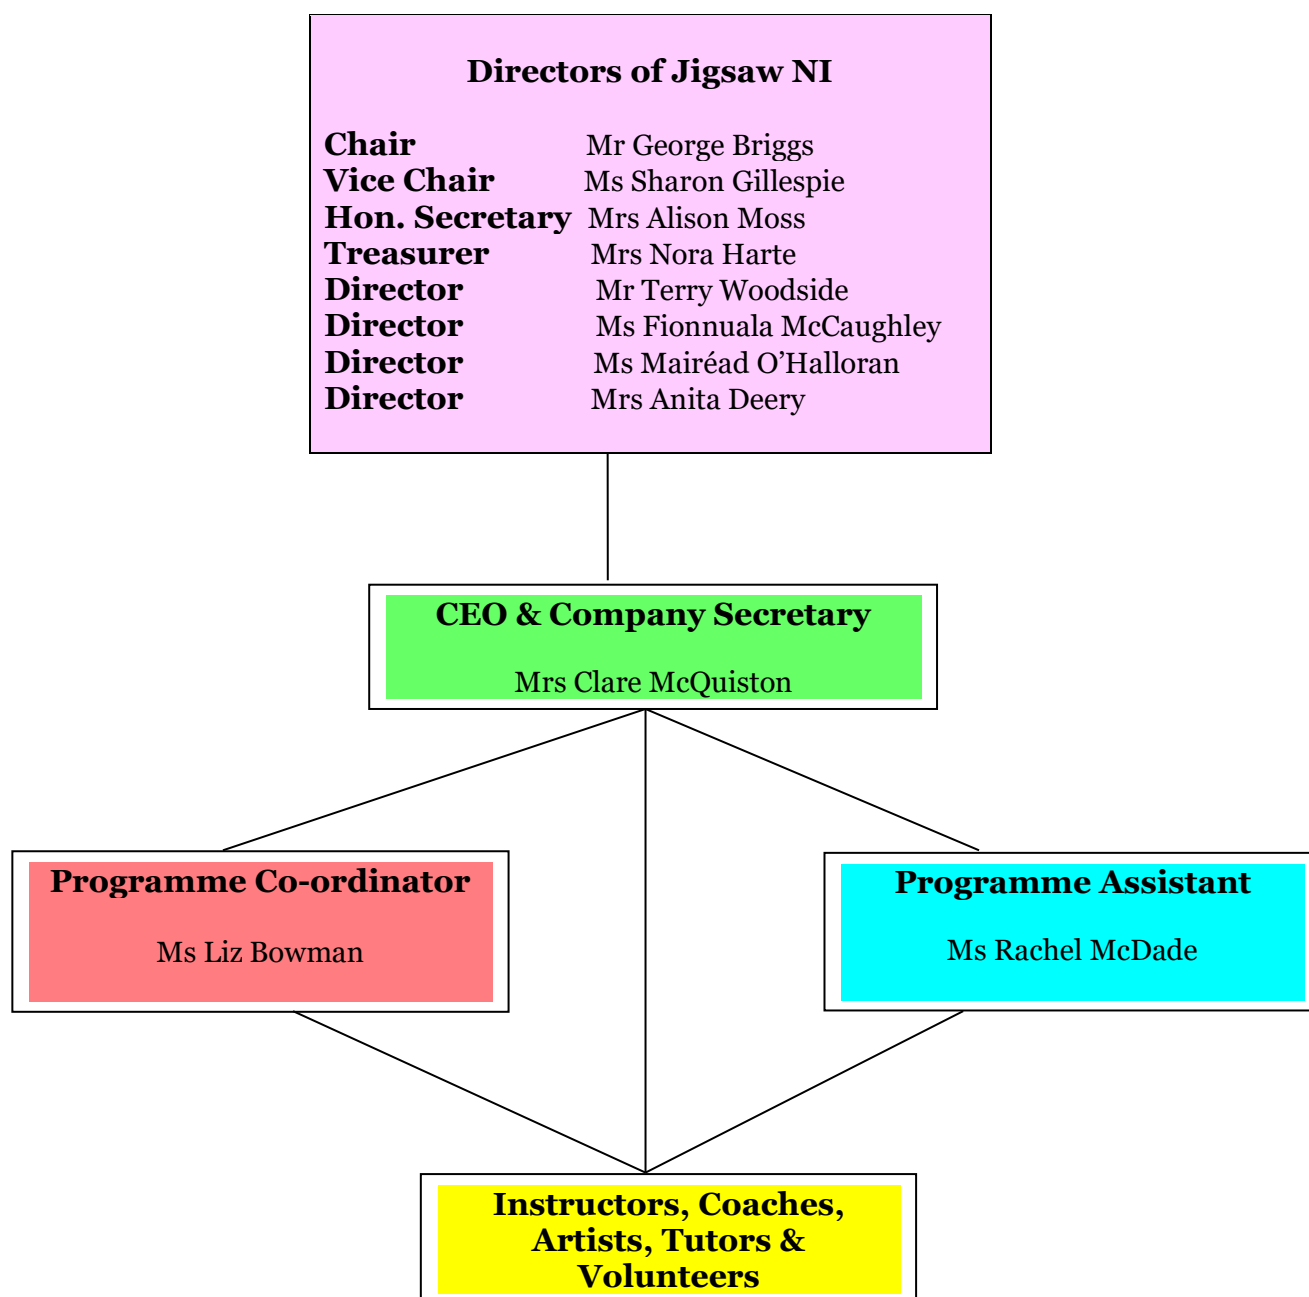 Directors of Jigsaw NI
Chair Mr George Briggs
Vice Chair Ms Sharon Gillespie
Hon. Secretary Mrs Alison Moss
Treasurer Mrs Nora Harte
Director Mr Terry Woodside
Director Ms Fionnuala McCaughley
Director Ms Mairéad O’Halloran
Director Mrs Anita Deery
CEO & Company Secretary
Mrs Clare McQuiston
Programme Co-ordinator
Ms Liz Bowman
Programme Assistant
Ms Rachel McDade
Instructors, Coaches,
Artists, Tutors &
Volunteers